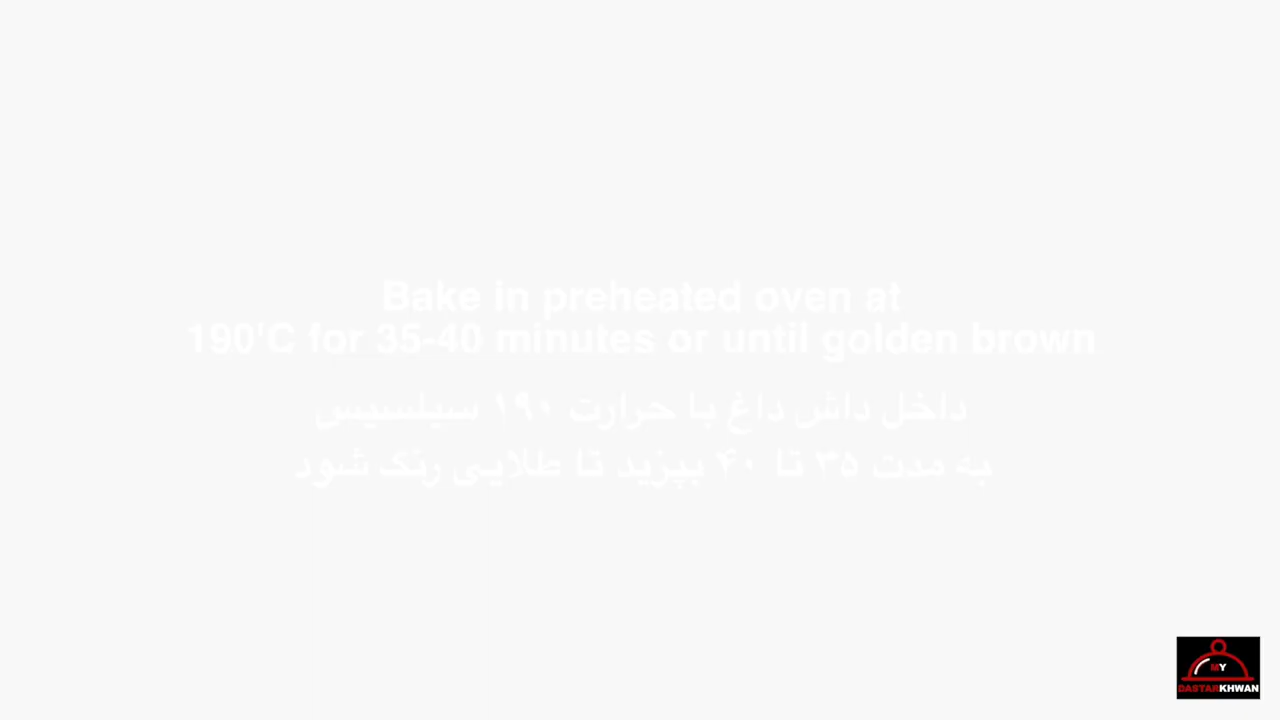 Bake in preheated oven at
190'C for 35-40 minutes or until golden brown
داخل داش داغ با حرارت ۱۹۰ سیلسیس
به مدت ۳۵ تا ۴۰ بپزید تا طلایی رنک شود
MY
DASTARKHWAN